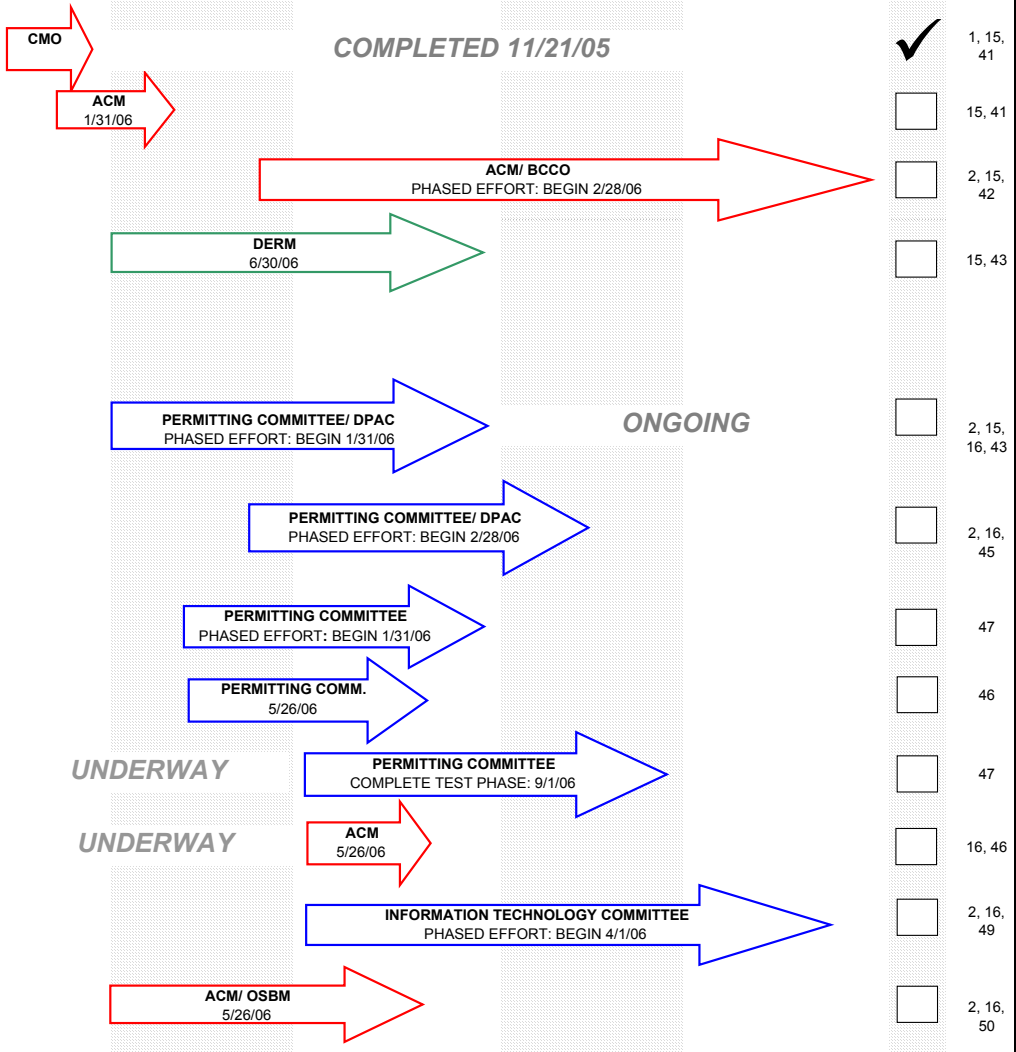 CMO
COMPLETED 11/21/05
1, 15,
41
ACM
1/31/06
15, 41
ACM/ BCCO
PHASED EFFORT: BEGIN 2/28/06
2, 15,
42
DERM
6/30/06
15, 43
PERMITTING COMMITTEE/ DPAC
PHASED EFFORT: BEGIN 1/31/06
ONGOING
2, 15,
16, 43
PERMITTING COMMITTEE/ DPAC
PHASED EFFORT: BEGIN 2/28/06
2, 16,
45
PERMITTING COMMITTEE
PHASED EFFORT: BEGIN 1/31/06
47
PERMITTING COMM.
5/26/06
46
UNDERWAY
PERMITTING COMMITTEE
COMPLETE TEST PHASE: 9/1/06
47
UNDERWAY
ACM
5/26/06
16, 46
INFORMATION TECHNOLOGY COMMITTEE
PHASED EFFORT: BEGIN 4/1/06
2, 16,
49
ACM/ OSBM
5/26/06
2, 16,
50